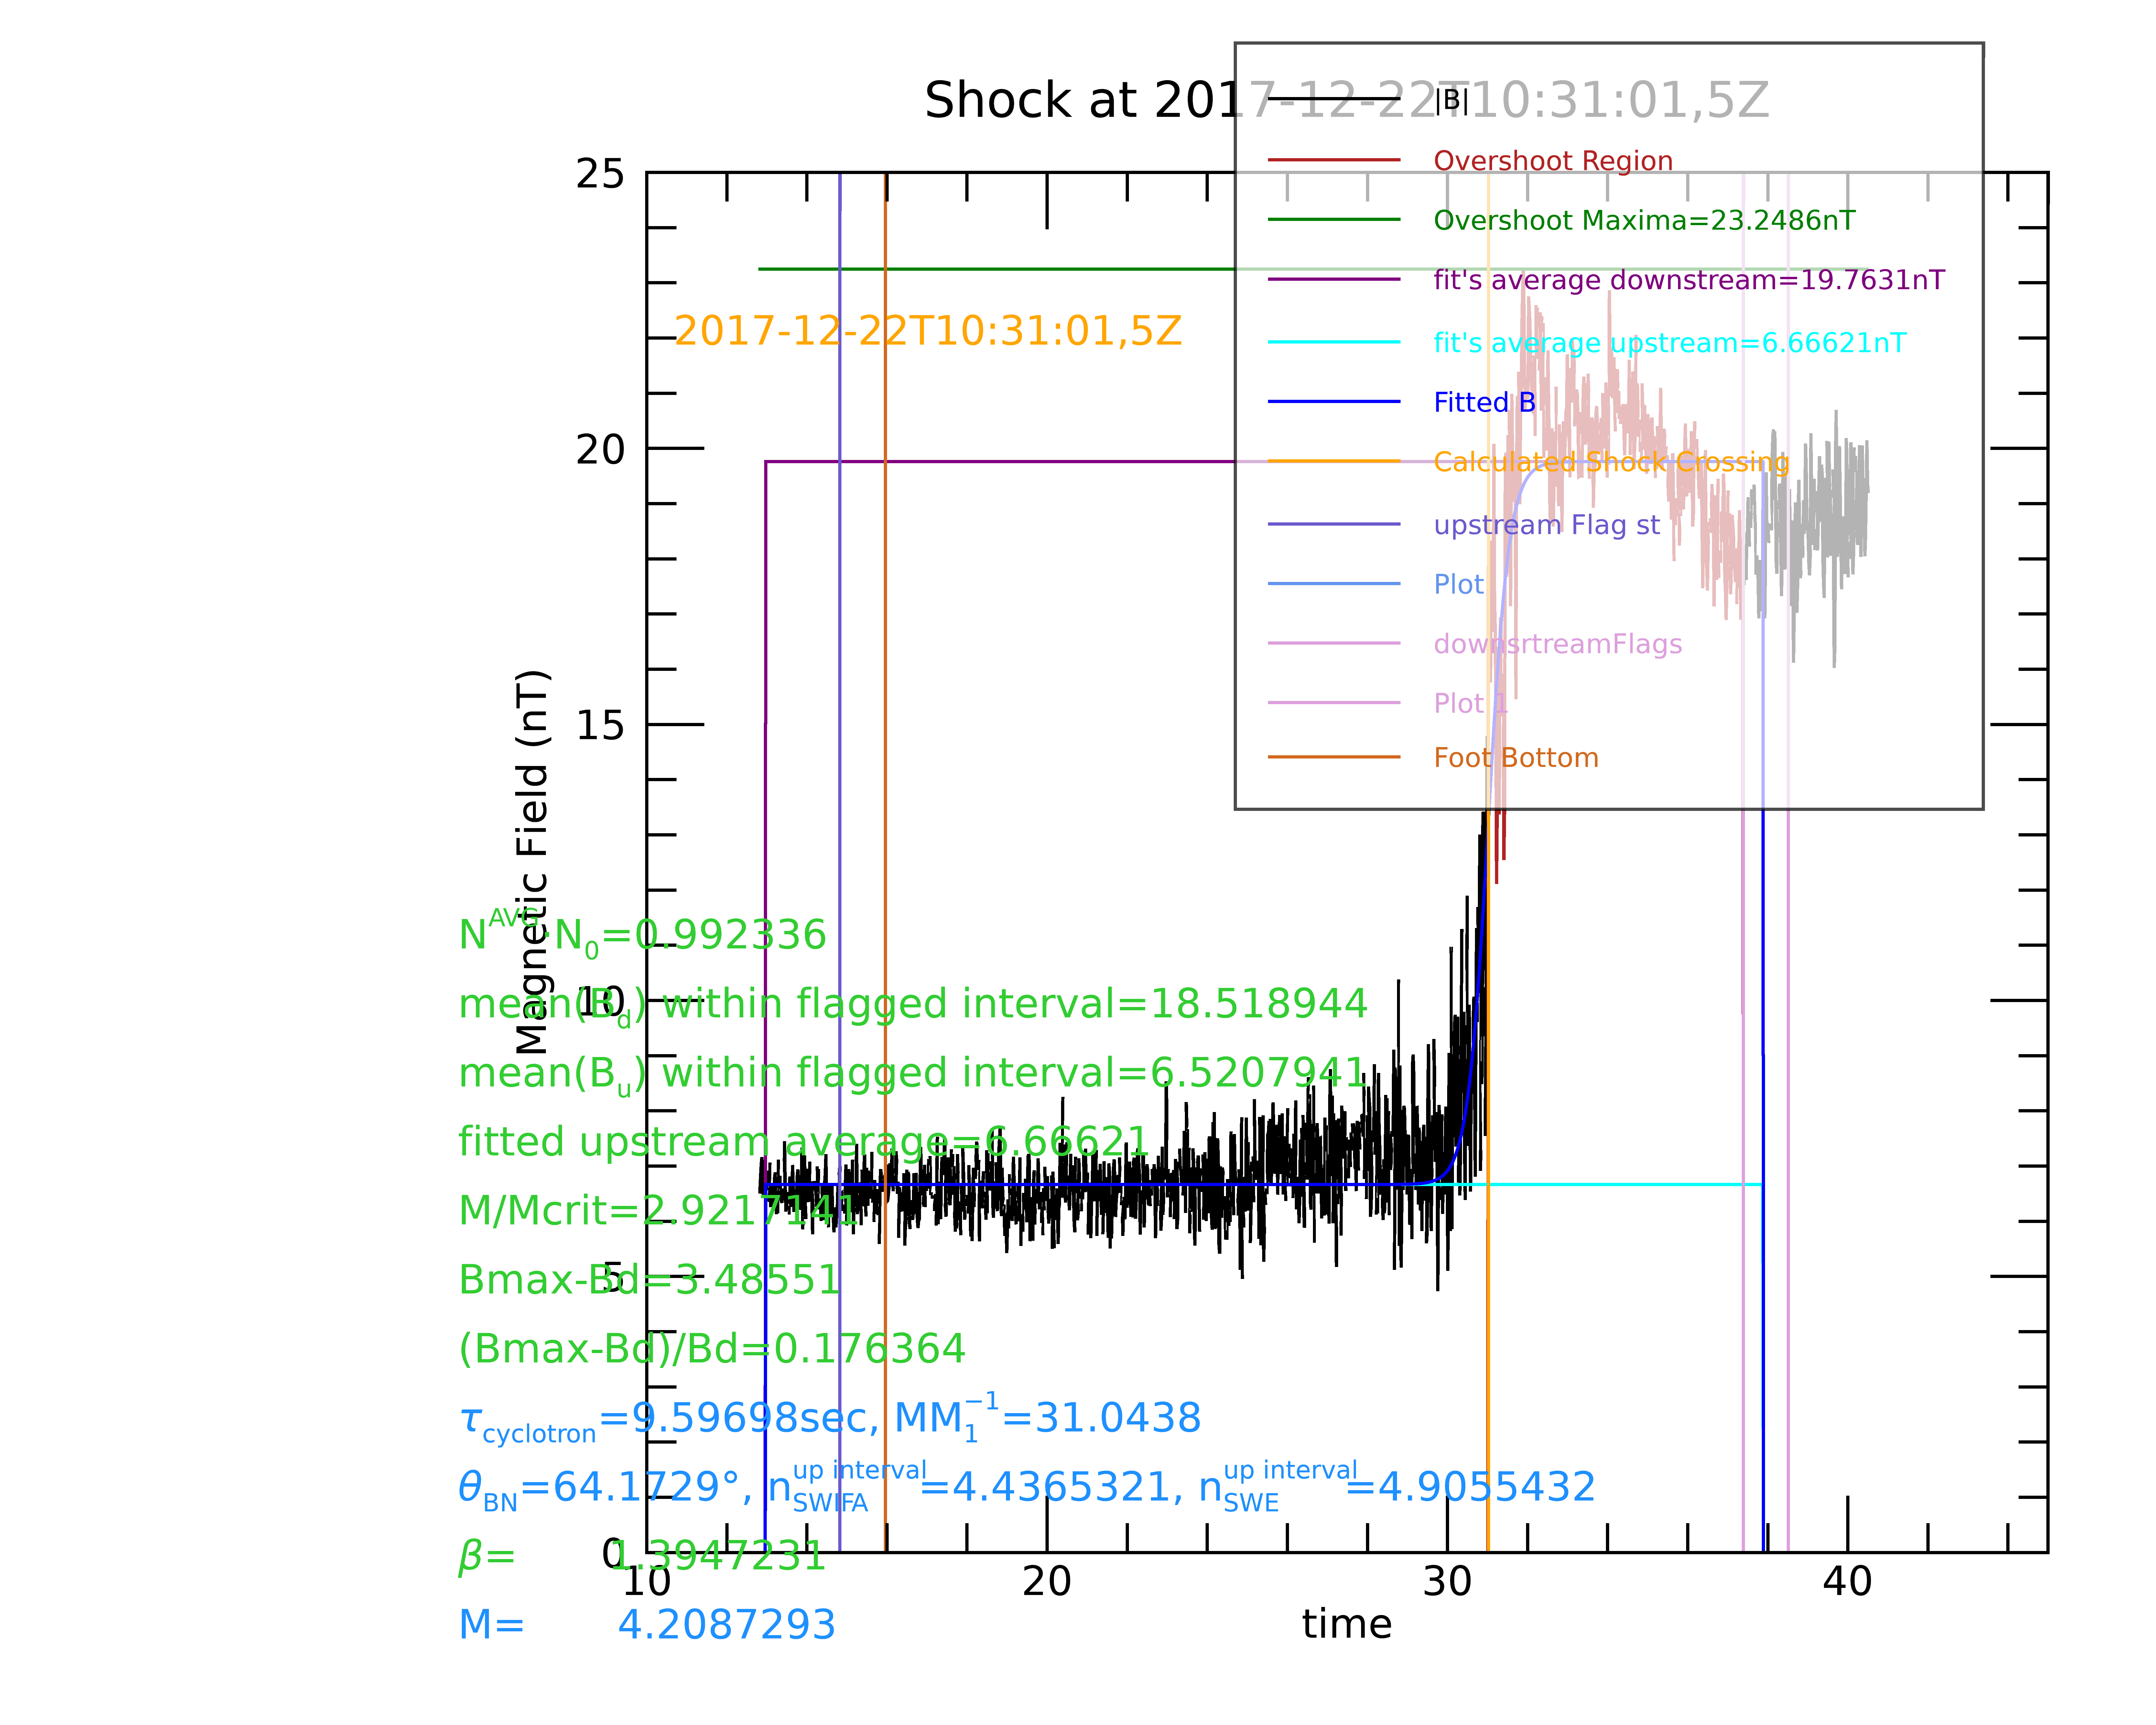 Shock at 2017-12-22T10:31:01,5Z
|B|
Overshoot Region
Overshoot Maxima=23.2486nT
fit's average downstream=19.7631nT
fit's average upstream=6.66621nT
Fitted B
Calculated Shock Crossing
upstream Flag st
Plot
downsrtreamFlags
Plot 1
Foot Bottom
25
20
15
10
5
0
2017-12-22T10:31:01,5Z
Magnetic Field (nT)
N^AVG-N_0=0.992336
mean(B_d) within flagged interval=18.518944
mean(B_u) within flagged interval=6.5207941
fitted upstream average=6.66621
M/Mcrit=2.9217141
Bmax-Bd=3.48551
(Bmax-Bd)/Bd=0.176364
τ_cyclotron=9.59698sec, MM_1^−1=31.0438
θ_BN=64.1729°, n_SWIFA^up interval=4.4365321, n_SWE^up interval=4.9055432
β= 1.3947231
M= 4.2087293
10 20 30 40
time